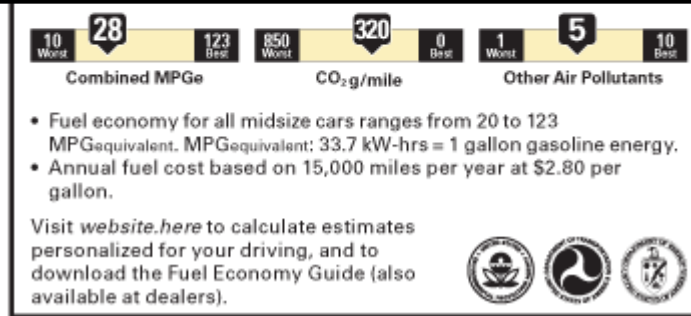 10 Worst 28 123 Best 850 Worst 320 0 Best 1 Worst 5 10 Best
Combined MPGe CO₂g/mile Other Air Pollutants
• Fuel economy for all midsize cars ranges from 20 to 123
MPGequivalent. MPGequivalent: 33.7 kW-hrs = 1 gallon gasoline energy.
• Annual fuel cost based on 15,000 miles per year at $2.80 per
gallon.
Visit website.here to calculate estimates
personalized for your driving, and to
download the Fuel Economy Guide (also
available at dealers).